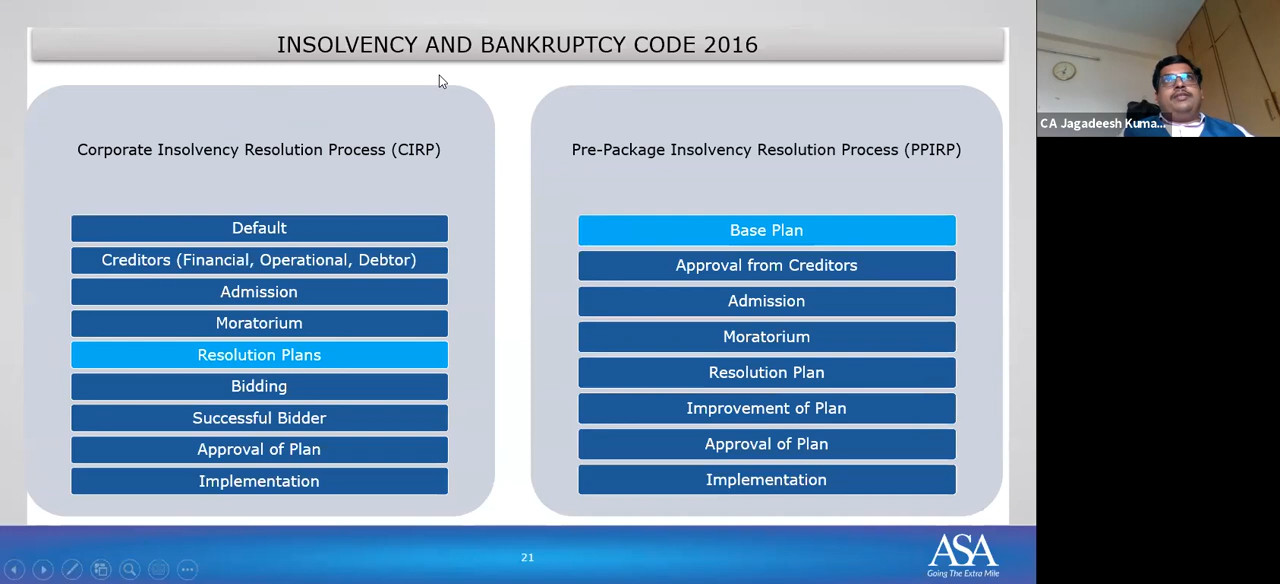 INSOLVENCY AND BANKRUPTCY CODE 2016
Corporate Insolvency Resolution Process (CIRP)
Default
Creditors (Financial, Operational, Debtor)
Admission
Moratorium
Resolution Plans
Bidding
Successful Bidder
Approval of Plan
Implementation
Pre-Package Insolvency Resolution Process (PPIRP)
Base Plan
Approval from Creditors
Admission
Moratorium
Resolution Plan
Improvement of Plan
Approval of Plan
Implementation
21
ASA
Going The Extra Mile
CA Jagadeesh Kuma...